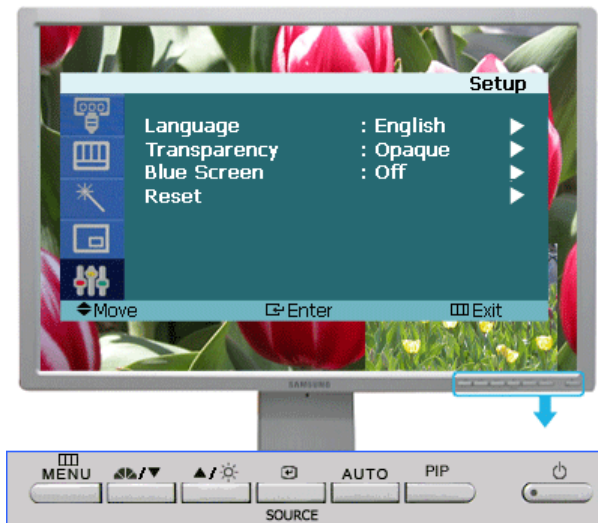 Setup
Language : English
Transparency : Opaque
Blue Screen : Off
Reset
Move Enter Exit
SAMSUNG
MENU AUTO PIP
SOURCE